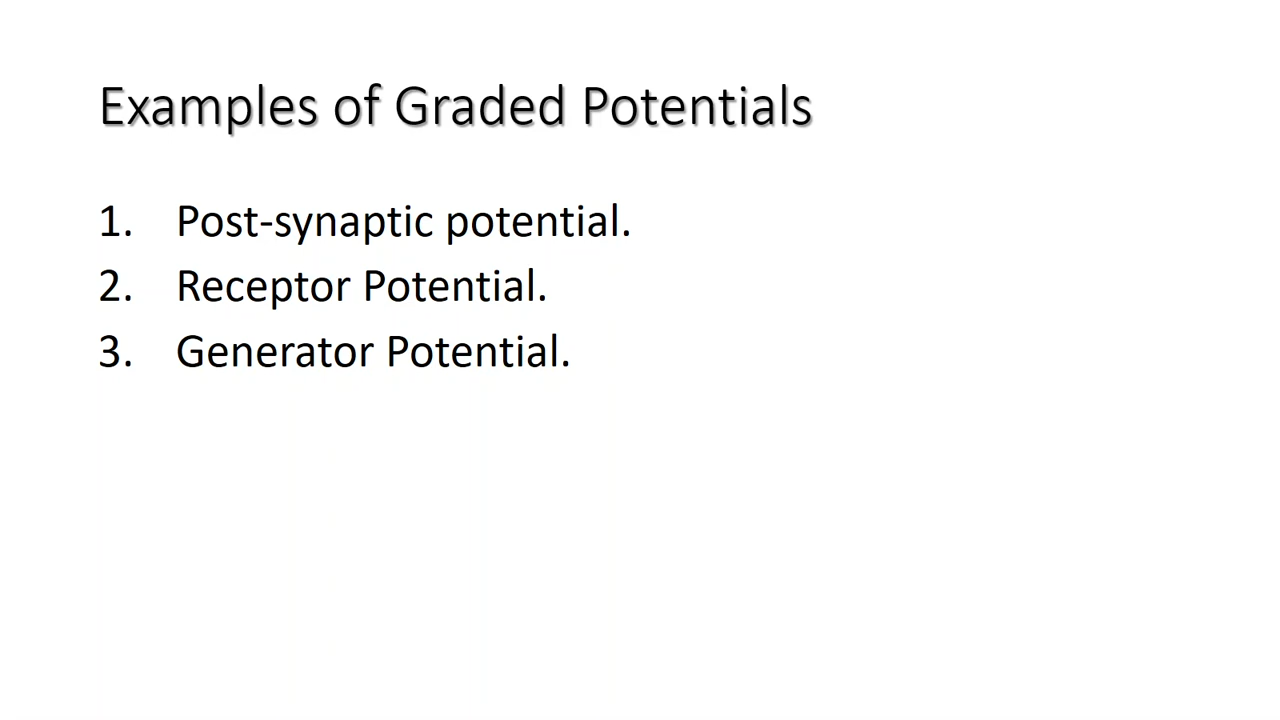 Examples of Graded Potentials
1. Post-synaptic potential.
2. Receptor Potential.
3. Generator Potential.